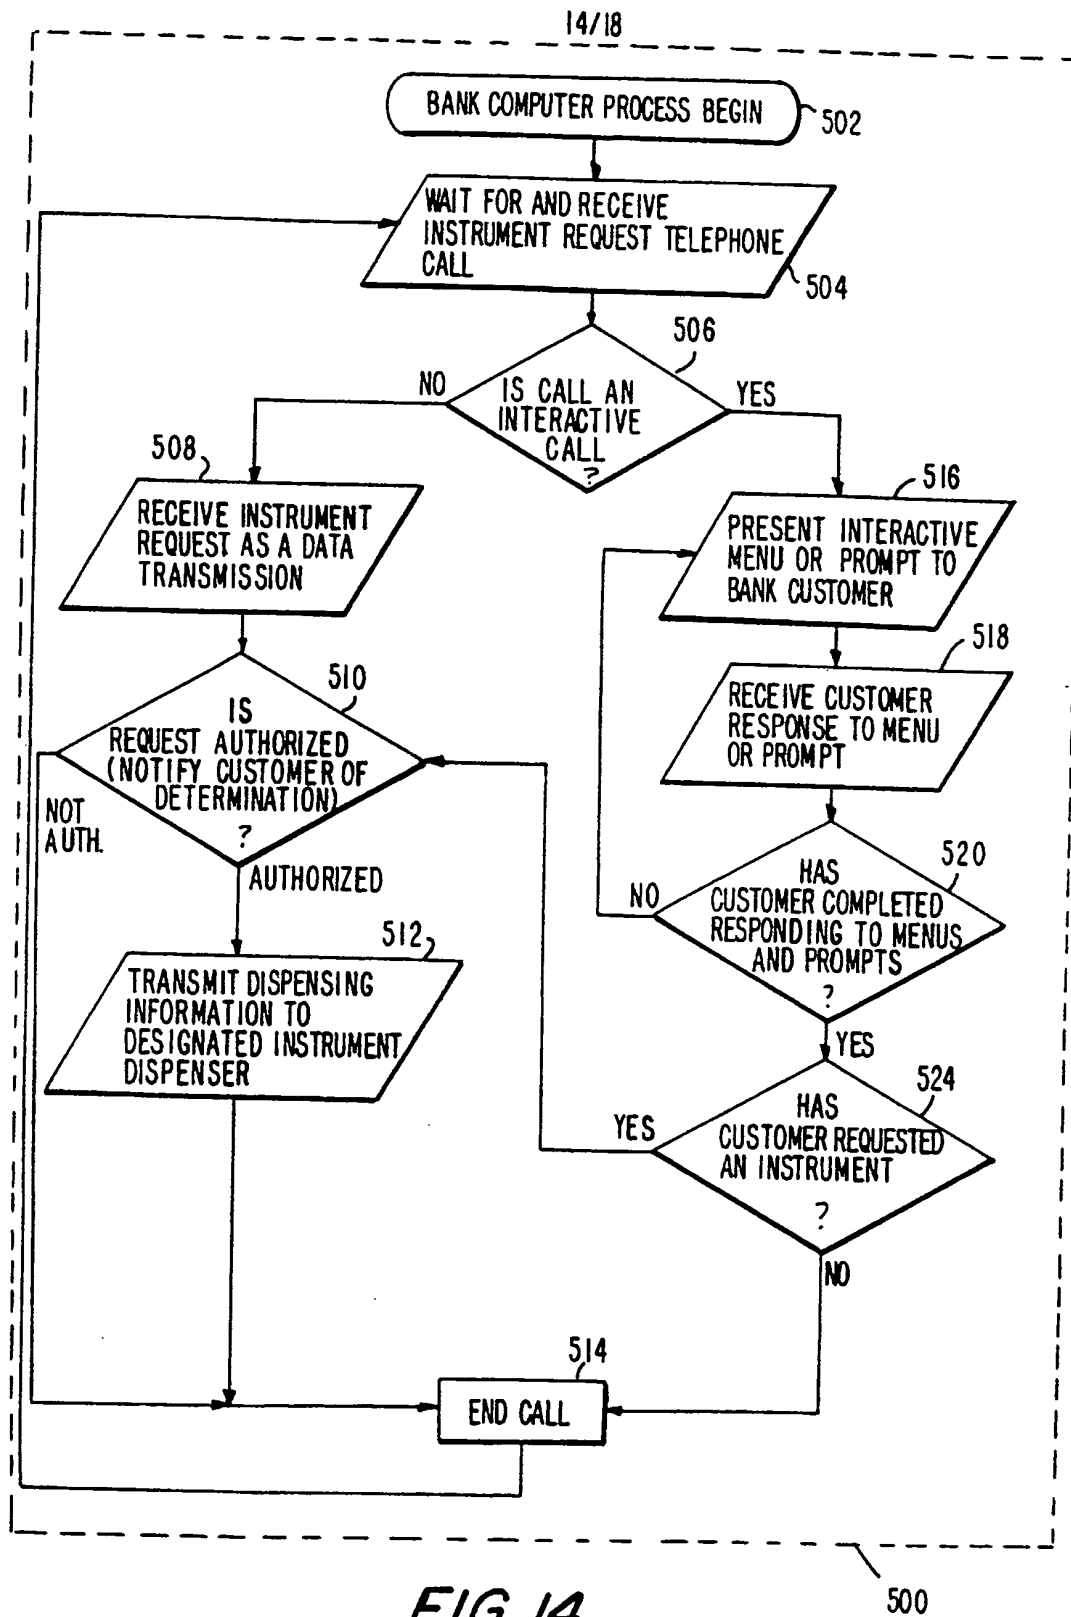 14/18
BANK COMPUTER PROCESS BEGIN
502
WAIT FOR AND RECEIVE
INSTRUMENT REQUEST TELEPHONE
CALL
504
506
IS CALL AN
INTERACTIVE
CALL
?
NO
YES
508
RECEIVE INSTRUMENT
REQUEST AS A DATA
TRANSMISSION
516
PRESENT INTERACTIVE
MENU OR PROMPT TO
BANK CUSTOMER
518
RECEIVE CUSTOMER
RESPONSE TO MENU
OR PROMPT
510
IS
REQUEST AUTHORIZED
(NOTIFY CUSTOMER OF
DETERMINATION)
?
NOT
AUTH.
AUTHORIZED
520
HAS
CUSTOMER COMPLETED
RESPONDING TO MENUS
AND PROMPTS
?
NO
YES
512
TRANSMIT DISPENSING
INFORMATION TO
DESIGNATED INSTRUMENT
DISPENSER
524
HAS
CUSTOMER REQUESTED
AN INSTRUMENT
?
YES
NO
514
END CALL
500
FIG. 14